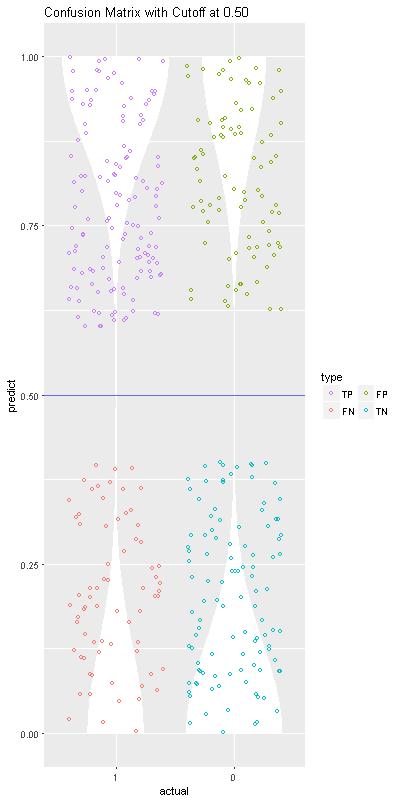 Confusion Matrix with Cutoff at 0.50
1.00
0.75
0.50
0.25
0.00
predict
1 0
actual
type
TP FP
FN TN